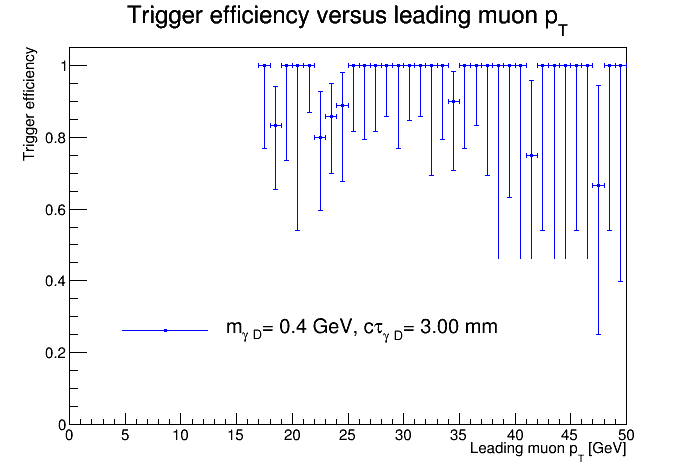 Trigger efficiency versus leading muon p_T
Trigger efficiency
1
0.8
0.6
0.4
0.2
0
m_γ D= 0.4 GeV, cτ_γ D= 3.00 mm
0 5 10 15 20 25 30 35 40 45 50
Leading muon p_T [GeV]